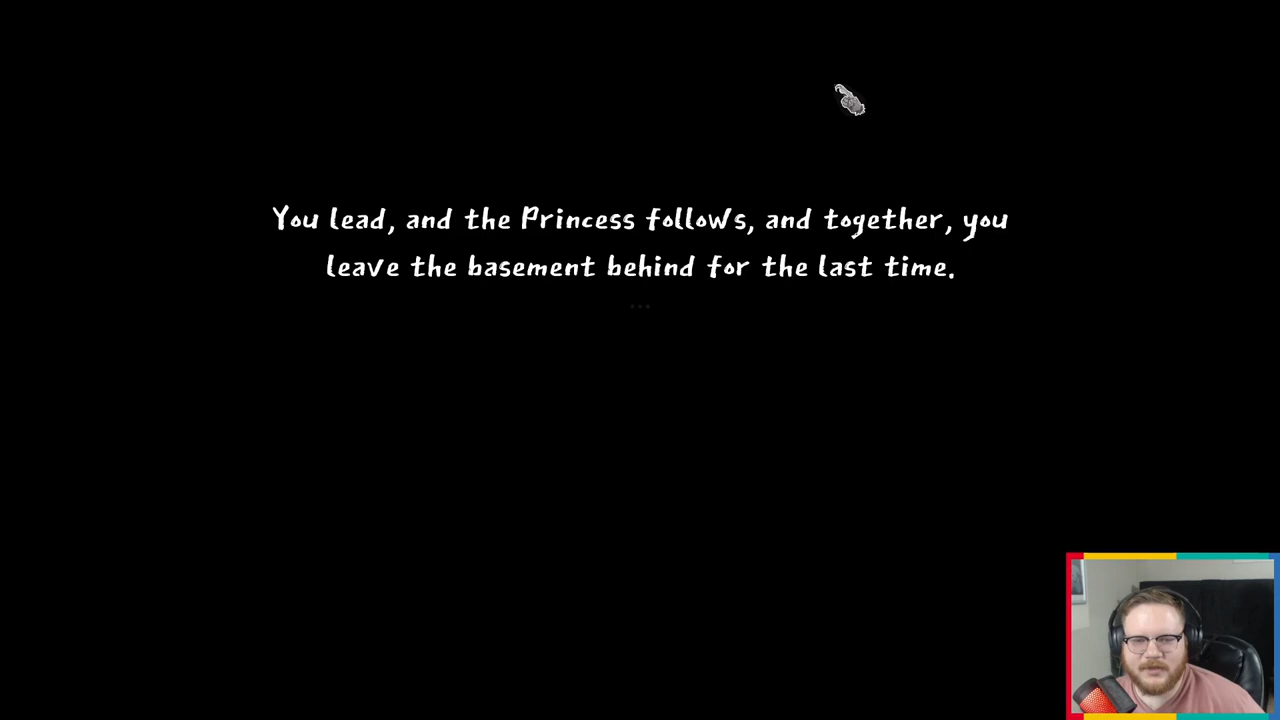 You lead, and the Princess follows, and together, you
leave the basement behind for the last time.
...